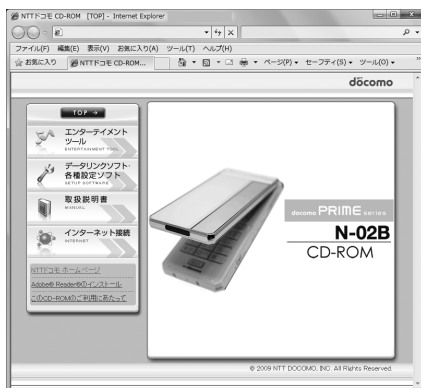 NTTドコモ CD-ROM [TOP] - Internet Explorer
ファイル(F) 編集(E) 表示(V) お気に入り(A) ツール(T) ヘルプ(H)
お気に入り NTTドコモ CD-ROM... ページ(P) セーフティ(S) ツール(O)
docomo
TOP
エンターテイメント
ツール
ENTERTAINMENT TOOL
データリンクソフト・
各種設定ソフト
SETUP SOFTWARE
取扱説明書
MANUAL
インターネット接続
INTERNET
NTTドコモ ホームページ
Adobe® Reader®のインストール
このCD-ROMのご利用にあたって
docomo PRIME series
N-02B
CD-ROM
© 2009 NTT DOCOMO, INC. All Rights Reserved.